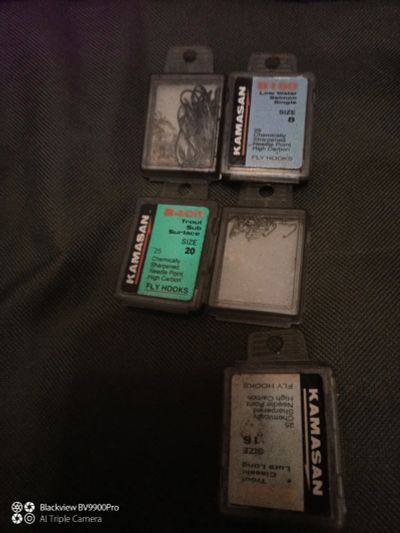 KAMASAN
B180
Low Water
Salmon
Single
SIZE
8
25
Chemically
Sharpened
Needle Point
High Carbon
FLY HOOKS
KAMASAN
B405
Trout
Sub
Surface
SIZE
25
20
Chemically
Sharpened
Needle Point
High Carbon
FLY HOOKS
KAMASAN
Trout
Classic
Lure Long
SIZE
16
25
Chemically
Sharpened
Needle Point
High Carbon
FLY HOOKS
Blackview BV9900Pro
AI Triple Camera